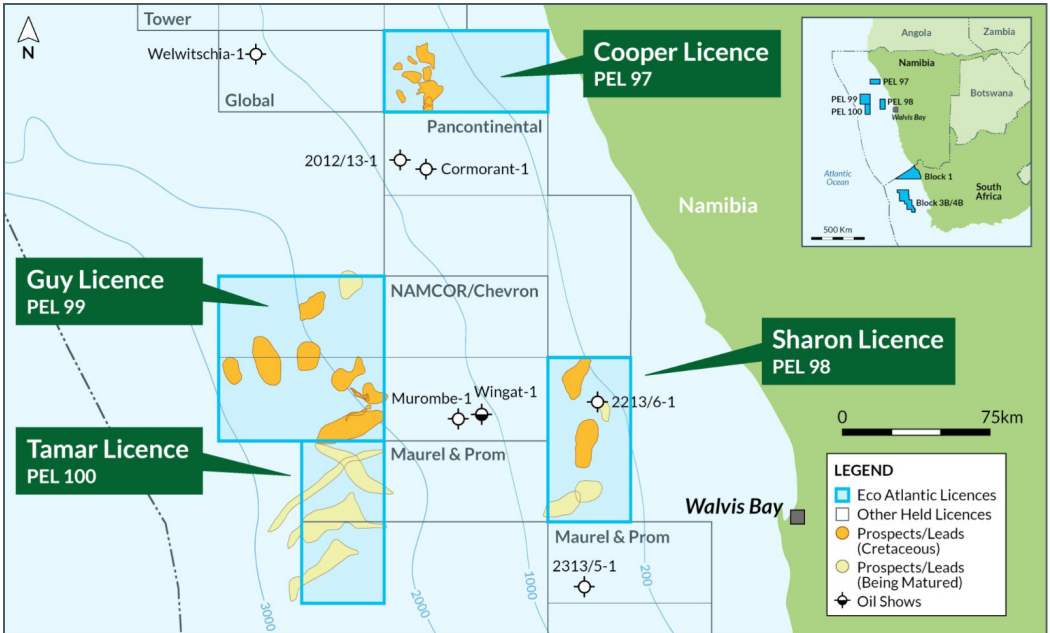 Tower
N
Welwitschia-1
Global
Cooper Licence
PEL 97
Pancontinental
2012/13-1
Cormorant-1
Namibia
Guy Licence
PEL 99
NAMCOR/Chevron
Sharon Licence
PEL 98
Murombe-1
Wingat-1
2213/6-1
Tamar Licence
PEL 100
Maurel & Prom
Walvis Bay
Maurel & Prom
2313/5-1
3000
2000
1000
200
Angola
Zambia
Namibia
PEL 97
PEL 99
PEL 98
PEL 100
Walvis Bay
Botswana
Atlantic
Ocean
Block 1
South
Africa
Block 3B/4B
500 Km
0
75km
LEGEND
Eco Atlantic Licences
Other Held Licences
Prospects/Leads
(Cretaceous)
Prospects/Leads
(Being Matured)
Oil Shows